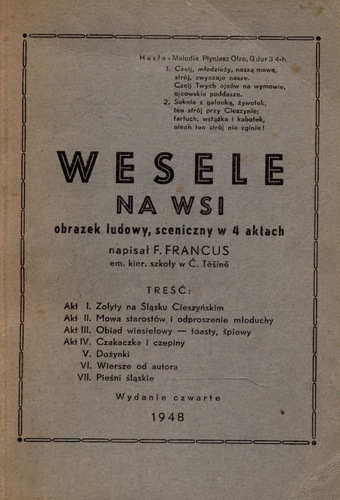 Hasło - Melodia Płyniesz Olzo, G dur 3 4-h
1. Czcij, młodzieży, naszą mowę,
strój, zwyczaje nasze.
Czcij Twych ojców na wymowie,
ojcowskie poddasze.
2. Suknia z galonką, żywotek,
ten strój przy Cieszynie;
fartuch, wstążka i kabotek,
niech ten strój nie zginie!
WESELE
NA WSI
obrazek ludowy, sceniczny w 4 aktach
napisał F. FRANCUS
em. kier. szkoły w Č. Těšíně
TREŚĆ:
Akt I. Zolyty na Śląsku Cieszyńskim
Akt II. Mowa starostów i odproszenie młoduchy
Akt III. Obiad wiesielowy — toasty, śpiewy
Akt IV. Czakaczka i czepiny
V. Dożynki
VI. Wiersze od autora
VII. Pieśni śląskie
Wydanie czwarte
1948